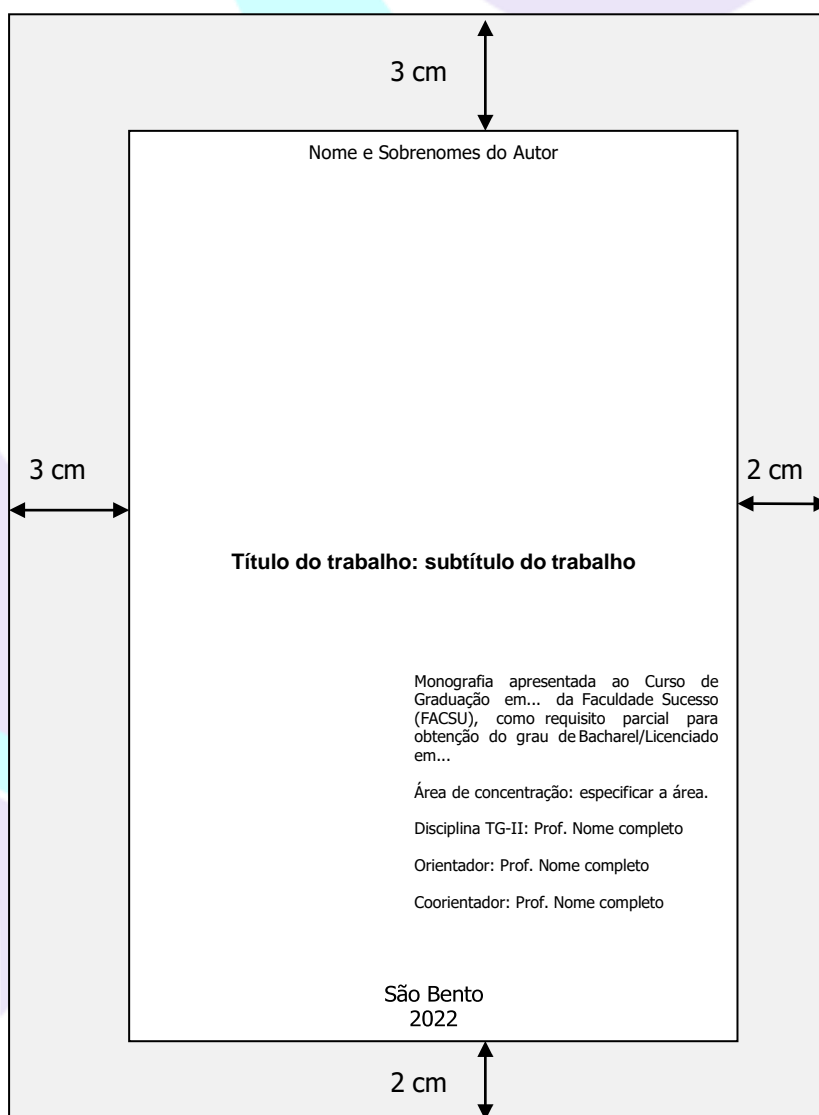 3 cm
Nome e Sobrenomes do Autor
3 cm
2 cm
Título do trabalho: subtítulo do trabalho
Monografia apresentada ao Curso de
Graduação em... da Faculdade Sucesso
(FACSU), como requisito parcial para
obtenção do grau de Bacharel/Licenciado
em...
Área de concentração: especificar a área.
Disciplina TG-II: Prof. Nome completo
Orientador: Prof. Nome completo
Coorientador: Prof. Nome completo
São Bento
2022
2 cm